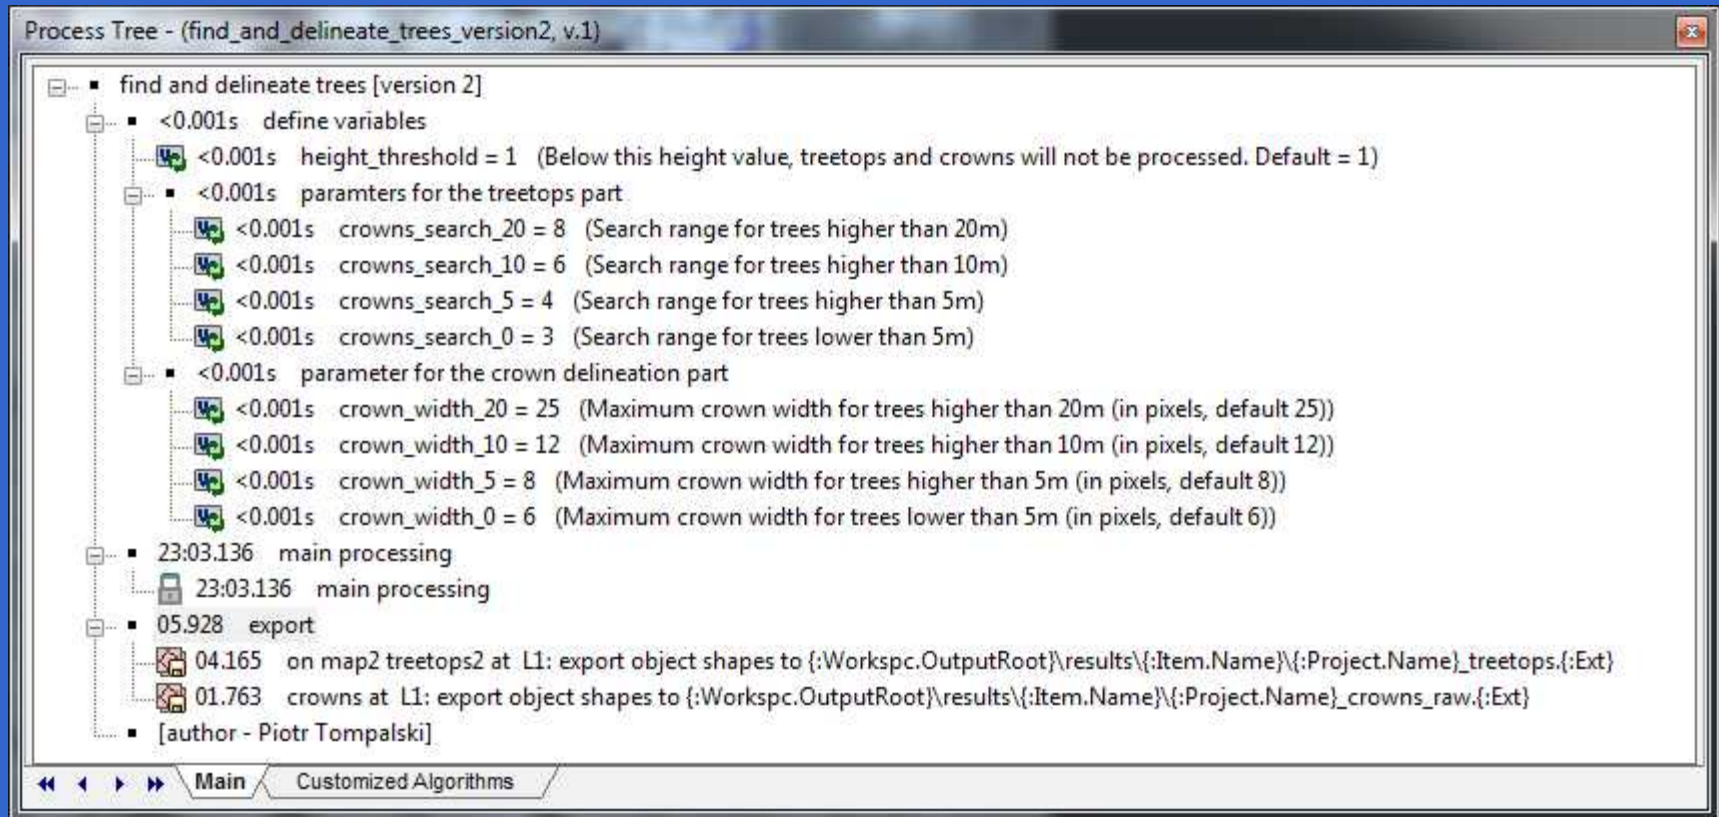 Process Tree - (find_and_delineate_trees_version2, v.1)
find and delineate trees [version 2]
<0.001s define variables
<0.001s height_threshold = 1 (Below this height value, treetops and crowns will not be processed. Default = 1)
<0.001s paramters for the treetops part
<0.001s crowns_search_20 = 8 (Search range for trees higher than 20m)
<0.001s crowns_search_10 = 6 (Search range for trees higher than 10m)
<0.001s crowns_search_5 = 4 (Search range for trees higher than 5m)
<0.001s crowns_search_0 = 3 (Search range for trees lower than 5m)
<0.001s parameter for the crown delineation part
<0.001s crown_width_20 = 25 (Maximum crown width for trees higher than 20m (in pixels, default 25))
<0.001s crown_width_10 = 12 (Maximum crown width for trees higher than 10m (in pixels, default 12))
<0.001s crown_width_5 = 8 (Maximum crown width for trees higher than 5m (in pixels, default 8))
<0.001s crown_width_0 = 6 (Maximum crown width for trees lower than 5m (in pixels, default 6))
23:03.136 main processing
23:03.136 main processing
05.928 export
04.165 on map2 treetops2 at L1: export object shapes to {:Workspc.OutputRoot}\results\{:Item.Name}\{:Project.Name}_treetops.{:Ext}
01.763 crowns at L1: export object shapes to {:Workspc.OutputRoot}\results\{:Item.Name}\{:Project.Name}_crowns_raw.{:Ext}
[author - Piotr Tompalski]
Main Customized Algorithms